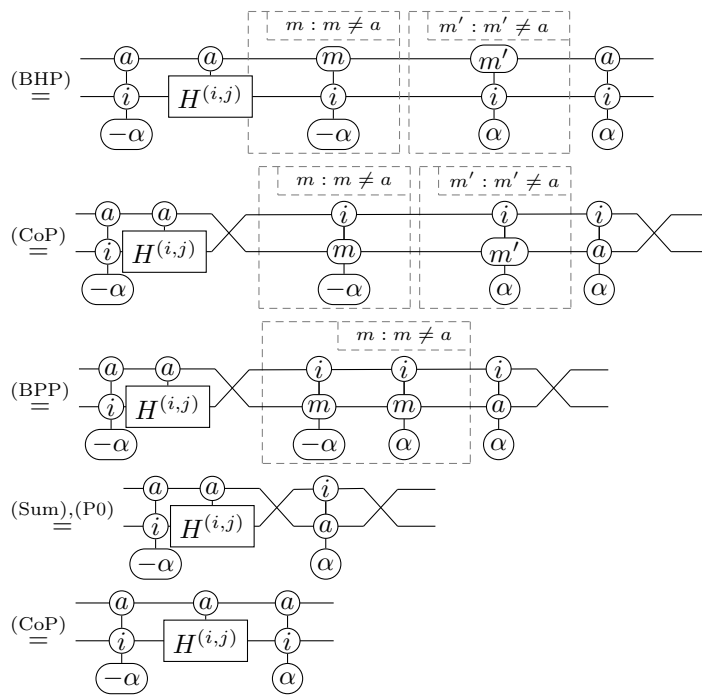 m : m ≠ a m′ : m′ ≠ a
a a m m′ a
(BHP)
= i H^{(i,j)} i i i
−α −α α α
m : m ≠ a m′ : m′ ≠ a
a a i i i
(CoP)
= i H^{(i,j)} m m′ a
−α −α α α
m : m ≠ a
a a i i i
(BPP)
= i H^{(i,j)} m m a
−α −α α α
a a i
(Sum),(P0)
= i H^{(i,j)} a
−α α
a a a
(CoP)
= i H^{(i,j)} i
−α α